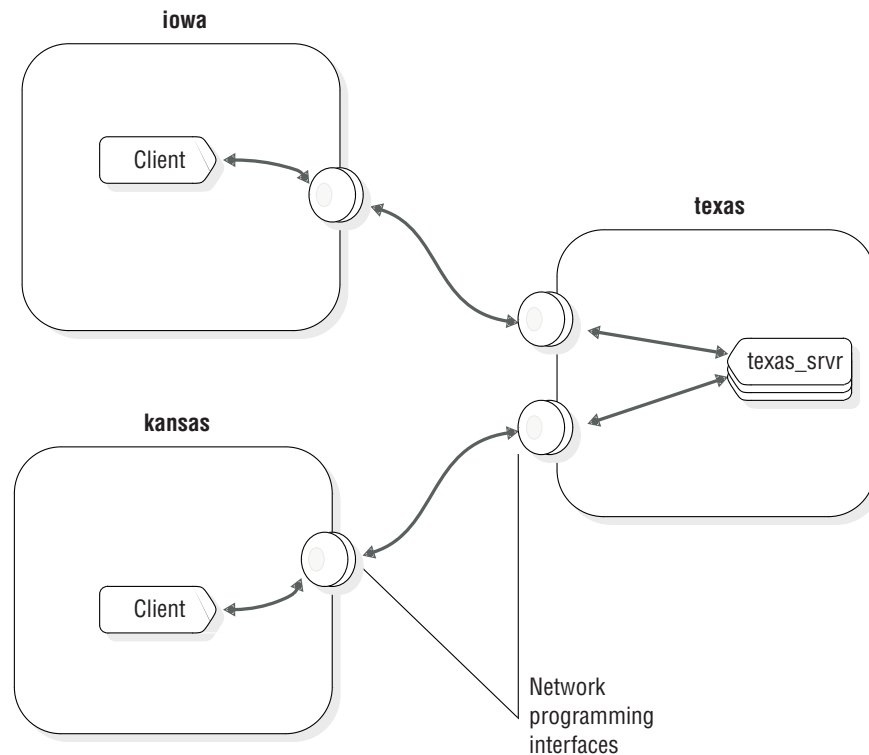 iowa
Client
texas
texas_srvr
kansas
Client
Network
programming
interfaces